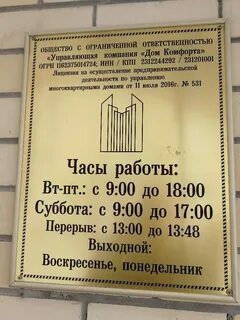 ОБЩЕСТВО С ОГРАНИЧЕННОЙ ОТВЕТСТВЕННОСТЬЮ
"Управляющая компания "Дом Комфорта"
ОГРН 1162375014724; ИНН / КПП 2312244292 / 231201001
Лицензия на осуществление предпринимательской
деятельности по управлению
многоквартирными домами от 11 июля 2016г. № 531
Часы работы:
Вт-пт.: с 9:00 до 18:00
Суббота: с 9:00 до 17:00
Перерыв: с 13:00 до 13:48
Выходной:
Воскресенье, понедельник